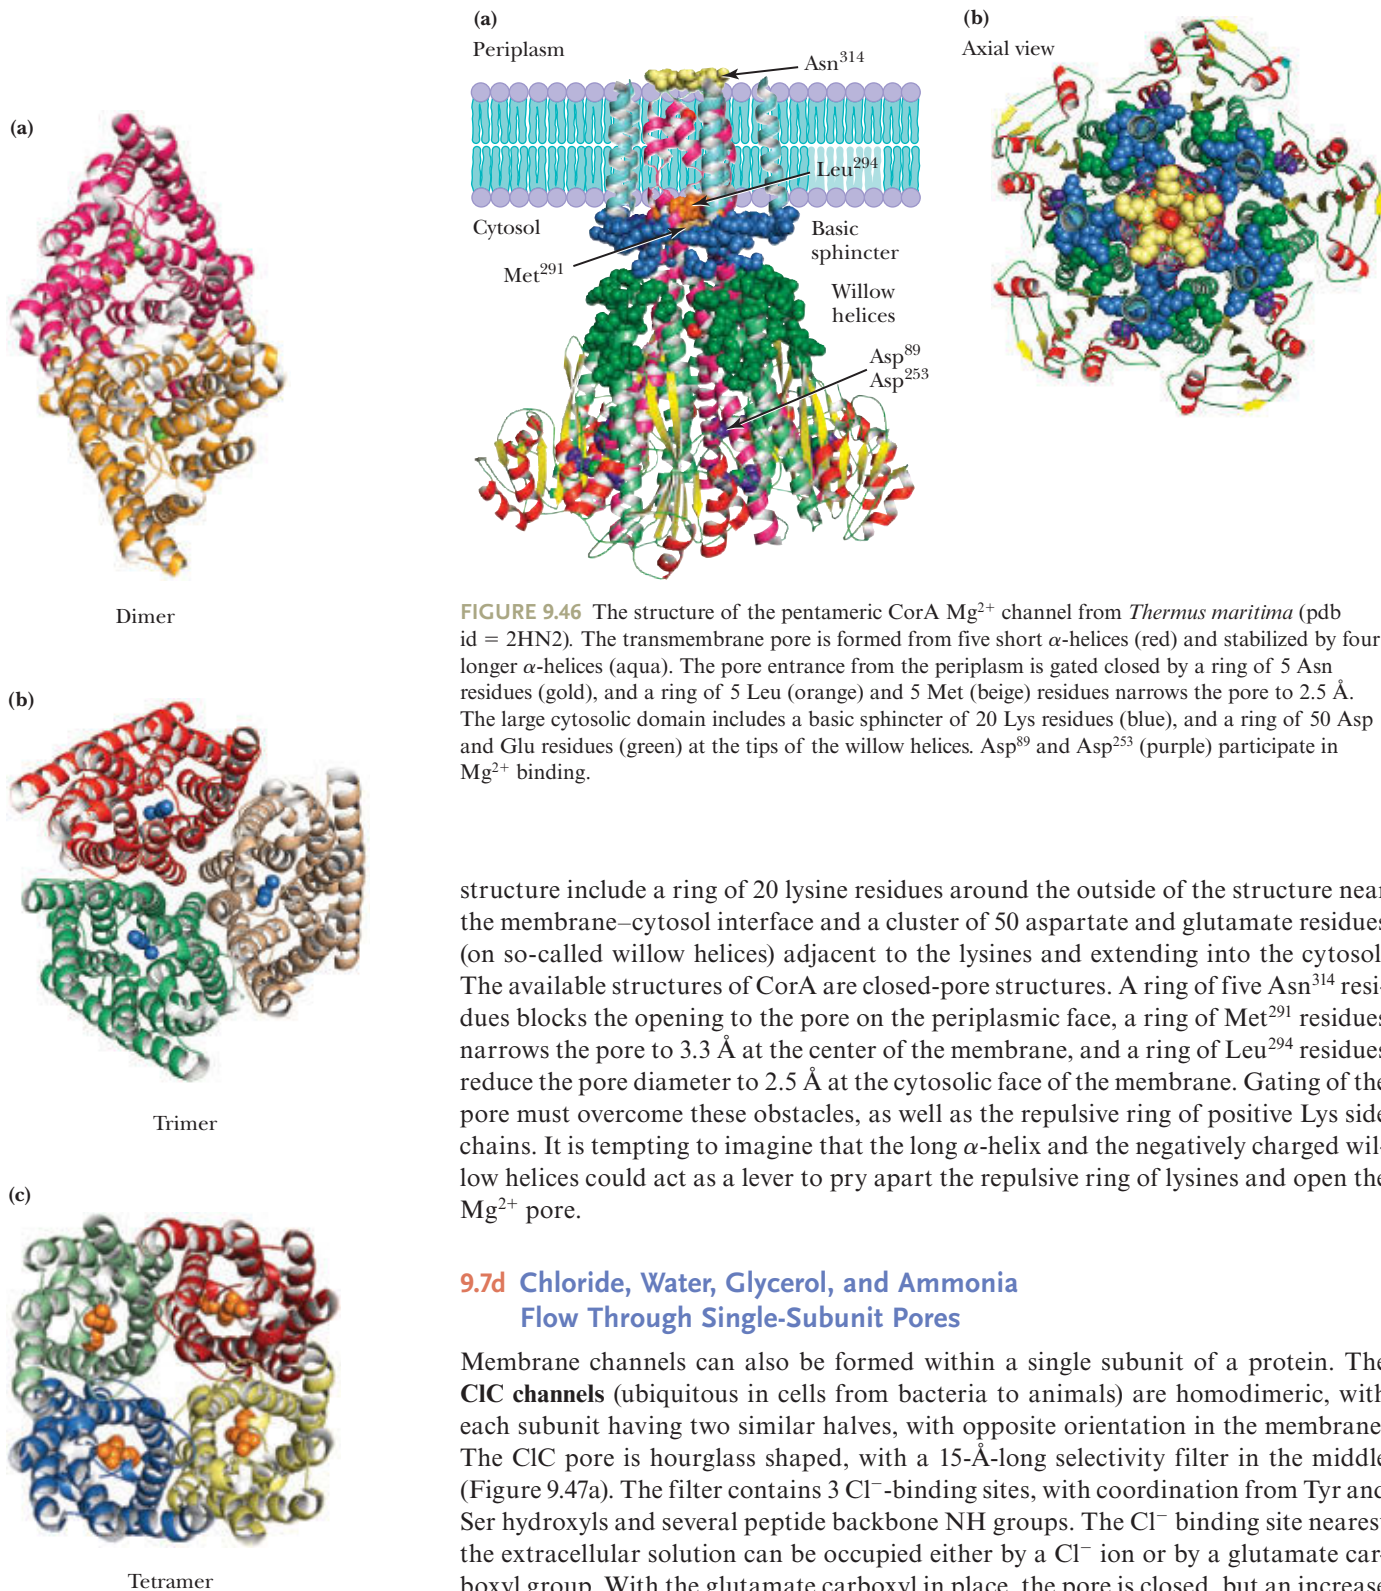 (a)
Dimer
(b)
Trimer
(c)
Tetramer
(a)
Periplasm
Asn314
Leu294
Cytosol
Basic
sphincter
Met291
Willow
helices
Asp89
Asp253
(b)
Axial view
FIGURE 9.46 The structure of the pentameric CorA Mg2+ channel from Thermus maritima (pdb
id = 2HN2). The transmembrane pore is formed from five short α-helices (red) and stabilized by four
longer α-helices (aqua). The pore entrance from the periplasm is gated closed by a ring of 5 Asn
residues (gold), and a ring of 5 Leu (orange) and 5 Met (beige) residues narrows the pore to 2.5 Å.
The large cytosolic domain includes a basic sphincter of 20 Lys residues (blue), and a ring of 50 Asp
and Glu residues (green) at the tips of the willow helices. Asp89 and Asp253 (purple) participate in
Mg2+ binding.
structure include a ring of 20 lysine residues around the outside of the structure near
the membrane–cytosol interface and a cluster of 50 aspartate and glutamate residues
(on so-called willow helices) adjacent to the lysines and extending into the cytosol
The available structures of CorA are closed-pore structures. A ring of five Asn314 resi-
dues blocks the opening to the pore on the periplasmic face, a ring of Met291 residues
narrows the pore to 3.3 Å at the center of the membrane, and a ring of Leu294 residues
reduce the pore diameter to 2.5 Å at the cytosolic face of the membrane. Gating of the
pore must overcome these obstacles, as well as the repulsive ring of positive Lys side
chains. It is tempting to imagine that the long α-helix and the negatively charged wil-
low helices could act as a lever to pry apart the repulsive ring of lysines and open the
Mg2+ pore.
9.7d Chloride, Water, Glycerol, and Ammonia
Flow Through Single-Subunit Pores
Membrane channels can also be formed within a single subunit of a protein. The
ClC channels (ubiquitous in cells from bacteria to animals) are homodimeric, with
each subunit having two similar halves, with opposite orientation in the membrane
The ClC pore is hourglass shaped, with a 15-Å-long selectivity filter in the middle
(Figure 9.47a). The filter contains 3 Cl−-binding sites, with coordination from Tyr and
Ser hydroxyls and several peptide backbone NH groups. The Cl− binding site nearest
the extracellular solution can be occupied either by a Cl− ion or by a glutamate car-
boxyl group. With the glutamate carboxyl in place, the pore is closed, but an increase